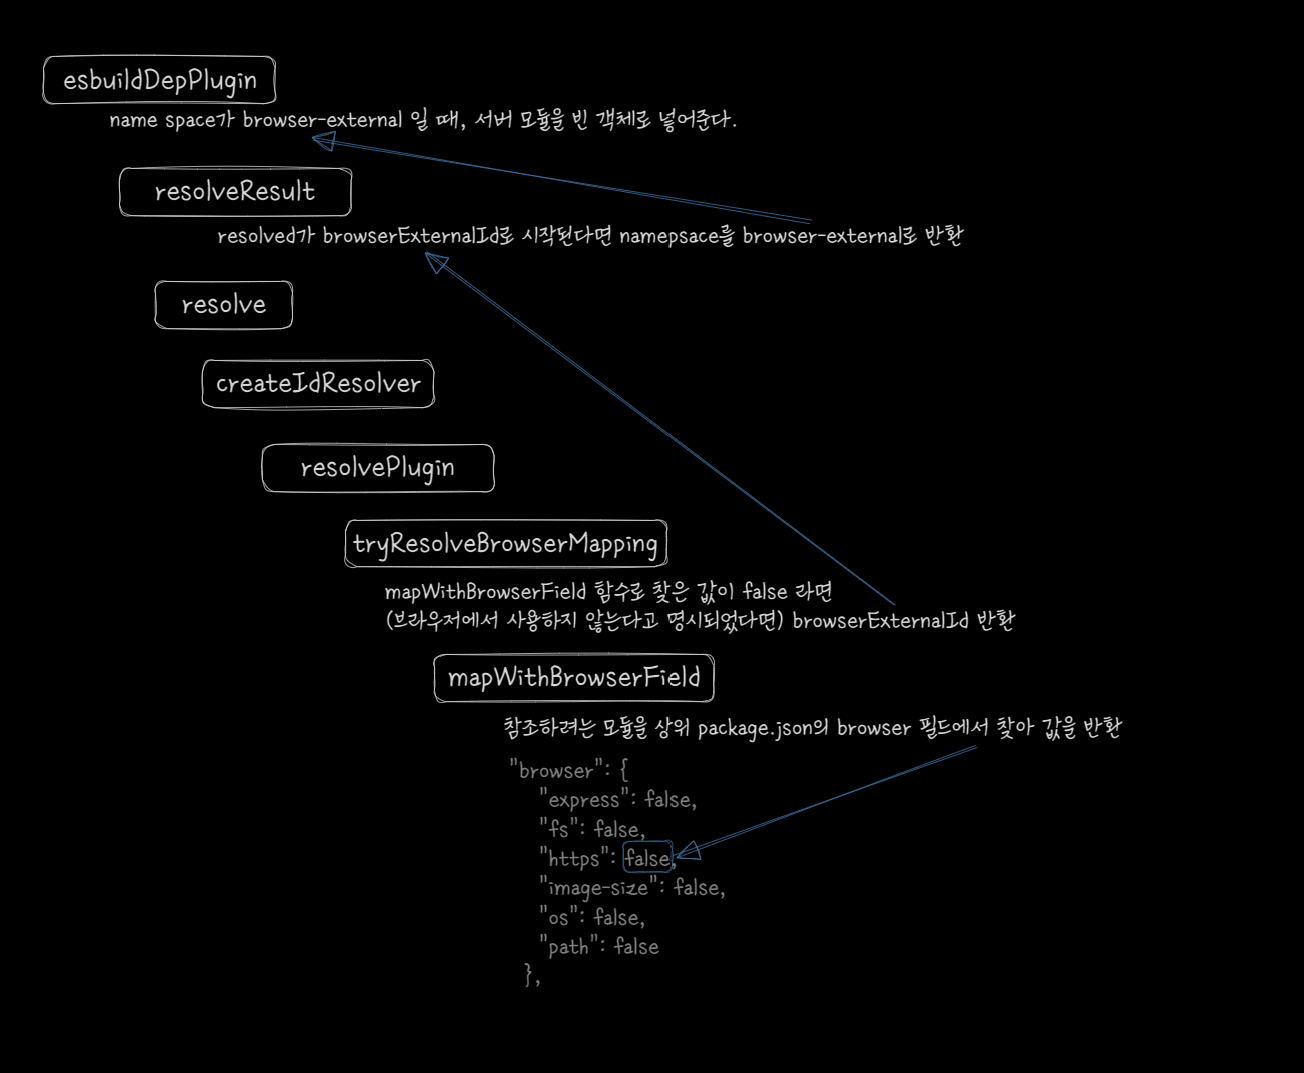 esbuildDepPlugin
name space가 browser-external 일 때, 서버 모듈을 빈 객체로 넣어준다.
resolveResult
resolved가 browserExternalId로 시작된다면 namepsace를 browser-external로 반환
resolve
createIdResolver
resolvePlugin
tryResolveBrowserMapping
mapWithBrowserField 함수로 찾은 값이 false 라면
(브라우저에서 사용하지 않는다고 명시되었다면) browserExternalId 반환
mapWithBrowserField
참조하려는 모듈을 상위 package.json의 browser 필드에서 찾아 값을 반환
"browser": {
"express": false,
"fs": false,
"https": false,
"image-size": false,
"os": false,
"path": false
},